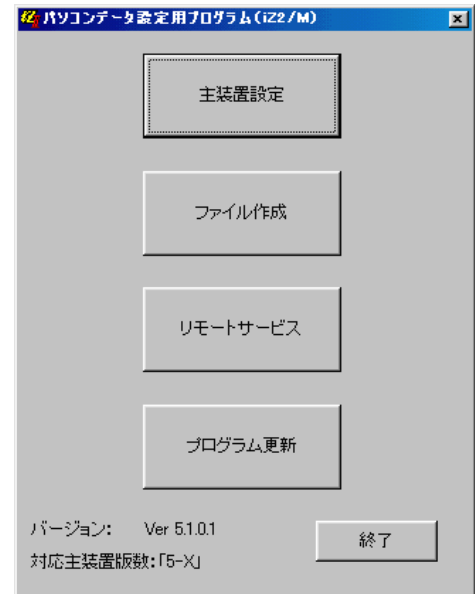 パソコンデータ設定用プログラム(iZ2/M)
主装置設定
ファイル作成
リモートサービス
プログラム更新
バージョン: Ver 5.1.0.1
終了
対応主装置版数:「5-X」